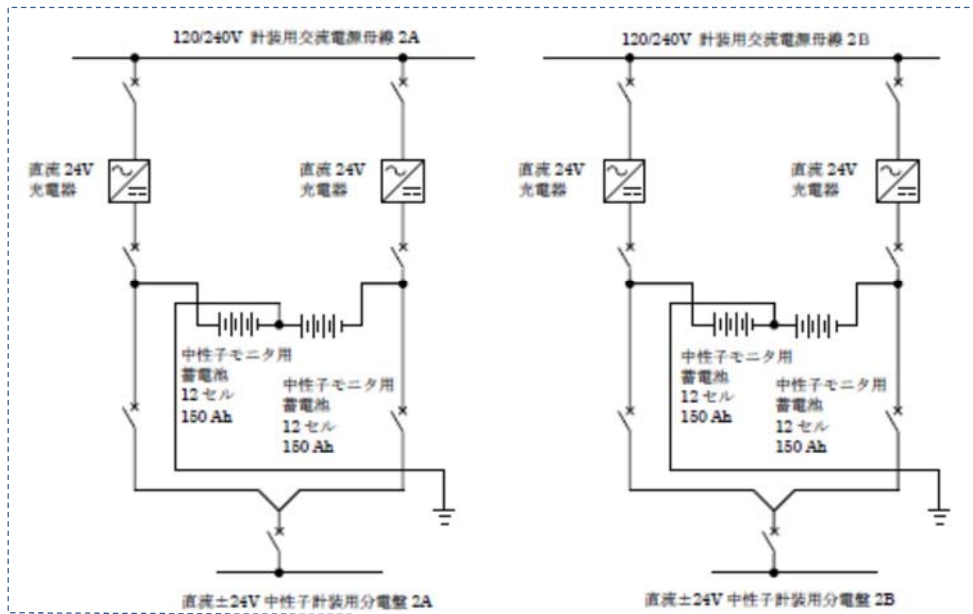 120/240V 計装用交流電源母線 2A
直流 24V
充電器
直流 24V
充電器
中性子モニタ用
蓄電池
12 セル
150 Ah
中性子モニタ用
蓄電池
12 セル
150 Ah
直流±24V 中性子計装用分電盤 2A
120/240V 計装用交流電源母線 2B
直流 24V
充電器
直流 24V
充電器
中性子モニタ用
蓄電池
12 セル
150 Ah
中性子モニタ用
蓄電池
12 セル
150 Ah
直流±24V 中性子計装用分電盤 2B